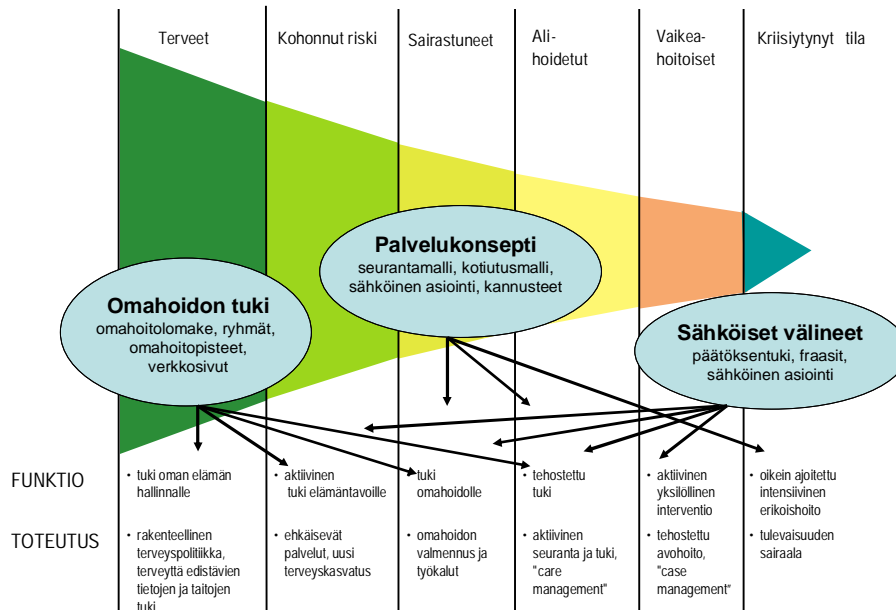 Terveet
Kohonnut riski
Sairastuneet
Ali-
hoidetut
Vaikea-
hoitoiset
Kriisiytynyt tila
Palvelukonsepti
seurantamalli, kotiutusmalli,
sähköinen asiointi, kannusteet
Omahoidon tuki
omahoitolomake, ryhmät,
omahoitopisteet,
verkkosivut
Sähköiset välineet
päätöksentuki, fraasit,
sähköinen asiointi
FUNKTIO
• tuki oman elämän
hallinnalle
• aktiivinen
tuki elämäntavoille
• tuki
omahoidolle
• tehostettu
tuki
• aktiivinen
yksilöllinen
interventio
• oikein ajoitettu
intensiivinen
erikoishoito
TOTEUTUS
• rakenteellinen
terveyspolitiikka,
terveyttä edistävien
tietojen ja taitojen
tuki
• ehkäisevät
palvelut, uusi
terveyskasvatus
• omahoidon
valmennus ja
työkalut
• aktiivinen
seuranta ja tuki,
"care
management"
• tehostettu
avohoito,
"case
management"
• tulevaisuuden
sairaala